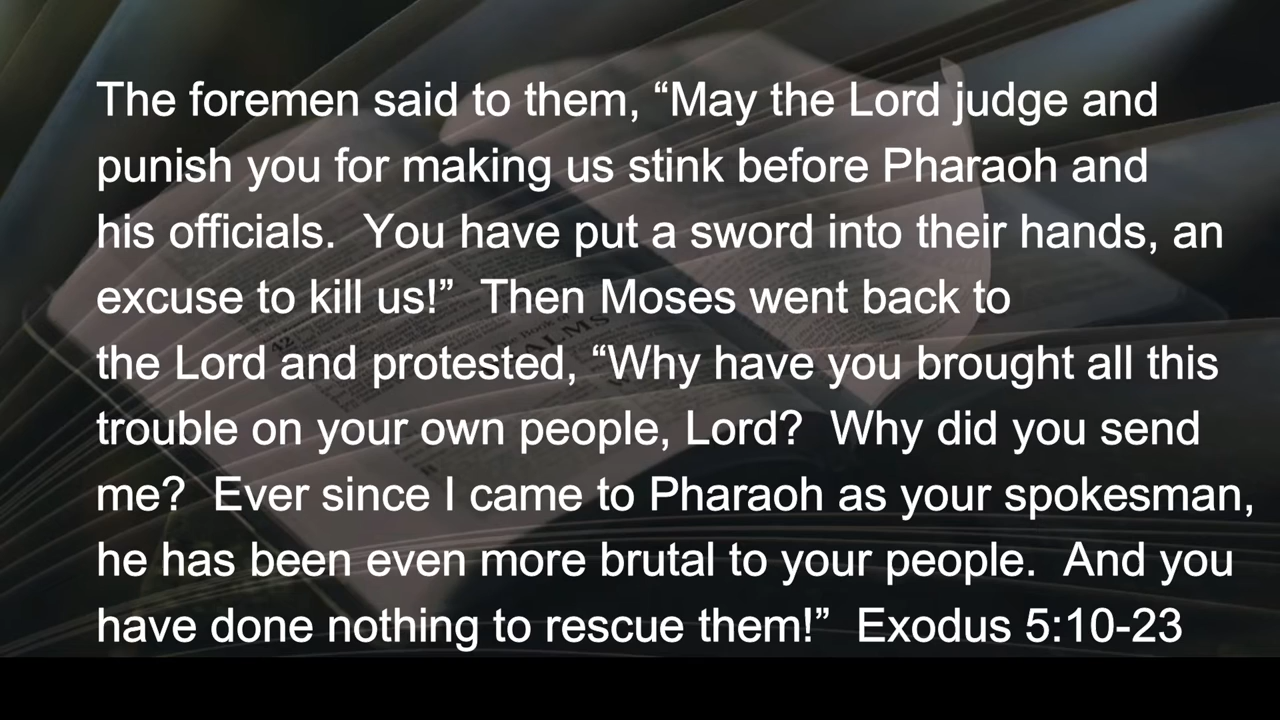 The foremen said to them, “May the Lord judge and
punish you for making us stink before Pharaoh and
his officials.  You have put a sword into their hands, an
excuse to kill us!”  Then Moses went back to
the Lord and protested, “Why have you brought all this
trouble on your own people, Lord?  Why did you send
me?  Ever since I came to Pharaoh as your spokesman,
he has been even more brutal to your people.  And you
have done nothing to rescue them!”  Exodus 5:10-23